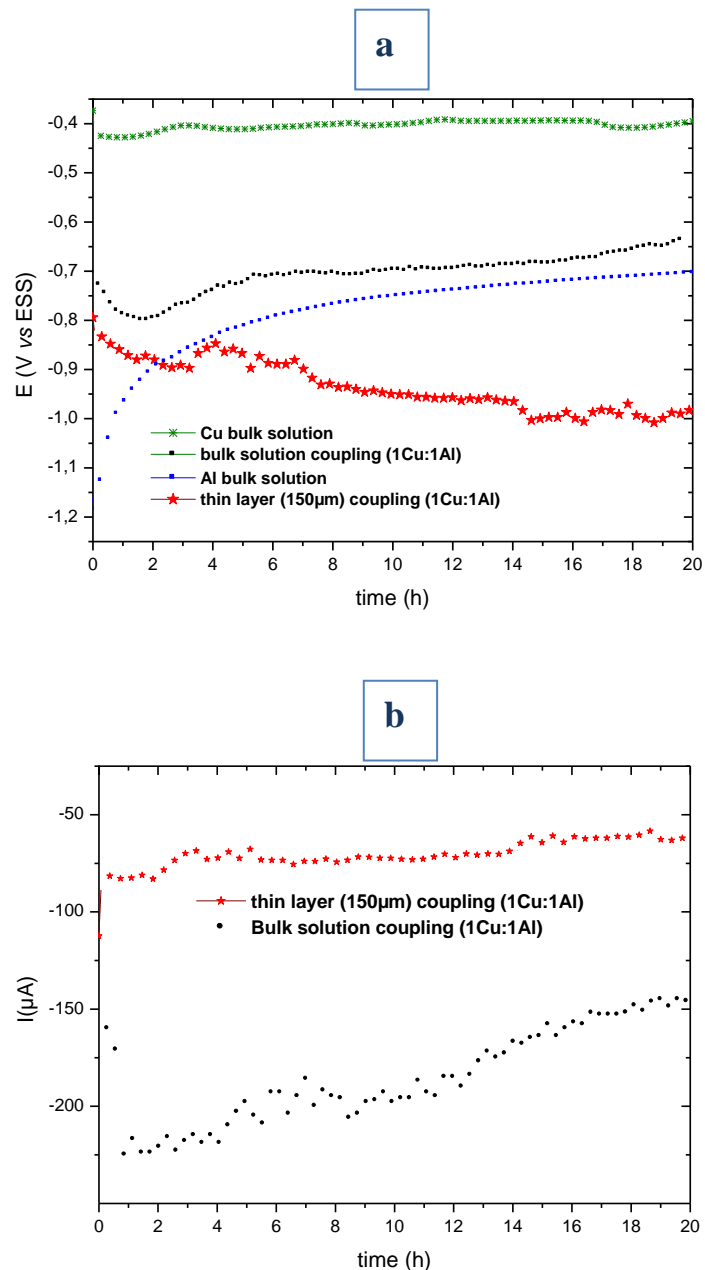 a
-0,4
-0,5
-0,6
-0,7
-0,8
-0,9
-1,0
-1,1
-1,2
E (V vs ESS)
Cu bulk solution
bulk solution coupling (1Cu:1Al)
Al bulk solution
thin layer (150µm) coupling (1Cu:1Al)
0 2 4 6 8 10 12 14 16 18 20
time (h)
b
-50
-100
-150
-200
I(µA)
thin layer (150µm) coupling (1Cu:1Al)
Bulk solution coupling (1Cu:1Al)
0 2 4 6 8 10 12 14 16 18 20
time (h)